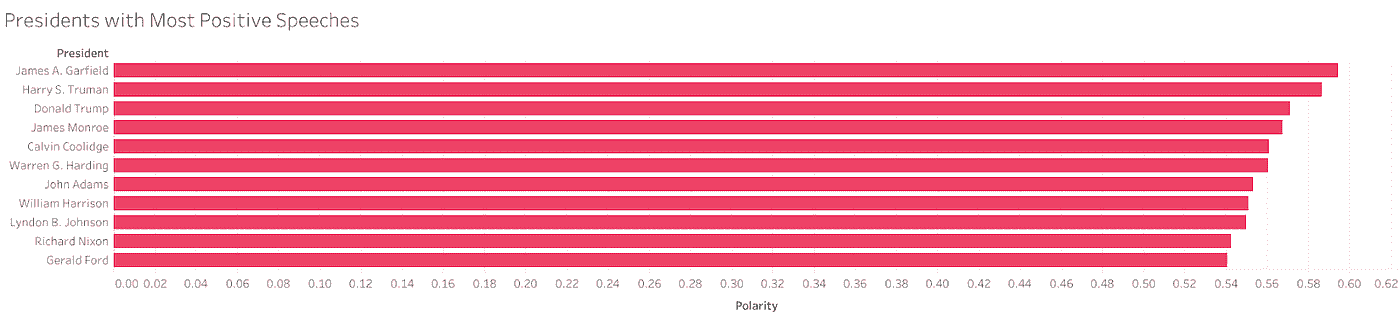 Presidents with Most Positive Speeches
President
James A. Garfield
Harry S. Truman
Donald Trump
James Monroe
Calvin Coolidge
Warren G. Harding
John Adams
William Harrison
Lyndon B. Johnson
Richard Nixon
Gerald Ford
0.00 0.02 0.04 0.06 0.08 0.10 0.12 0.14 0.16 0.18 0.20 0.22 0.24 0.26 0.28 0.30 0.32 0.34 0.36 0.38 0.40 0.42 0.44 0.46 0.48 0.50 0.52 0.54 0.56 0.58 0.60 0.62
Polarity